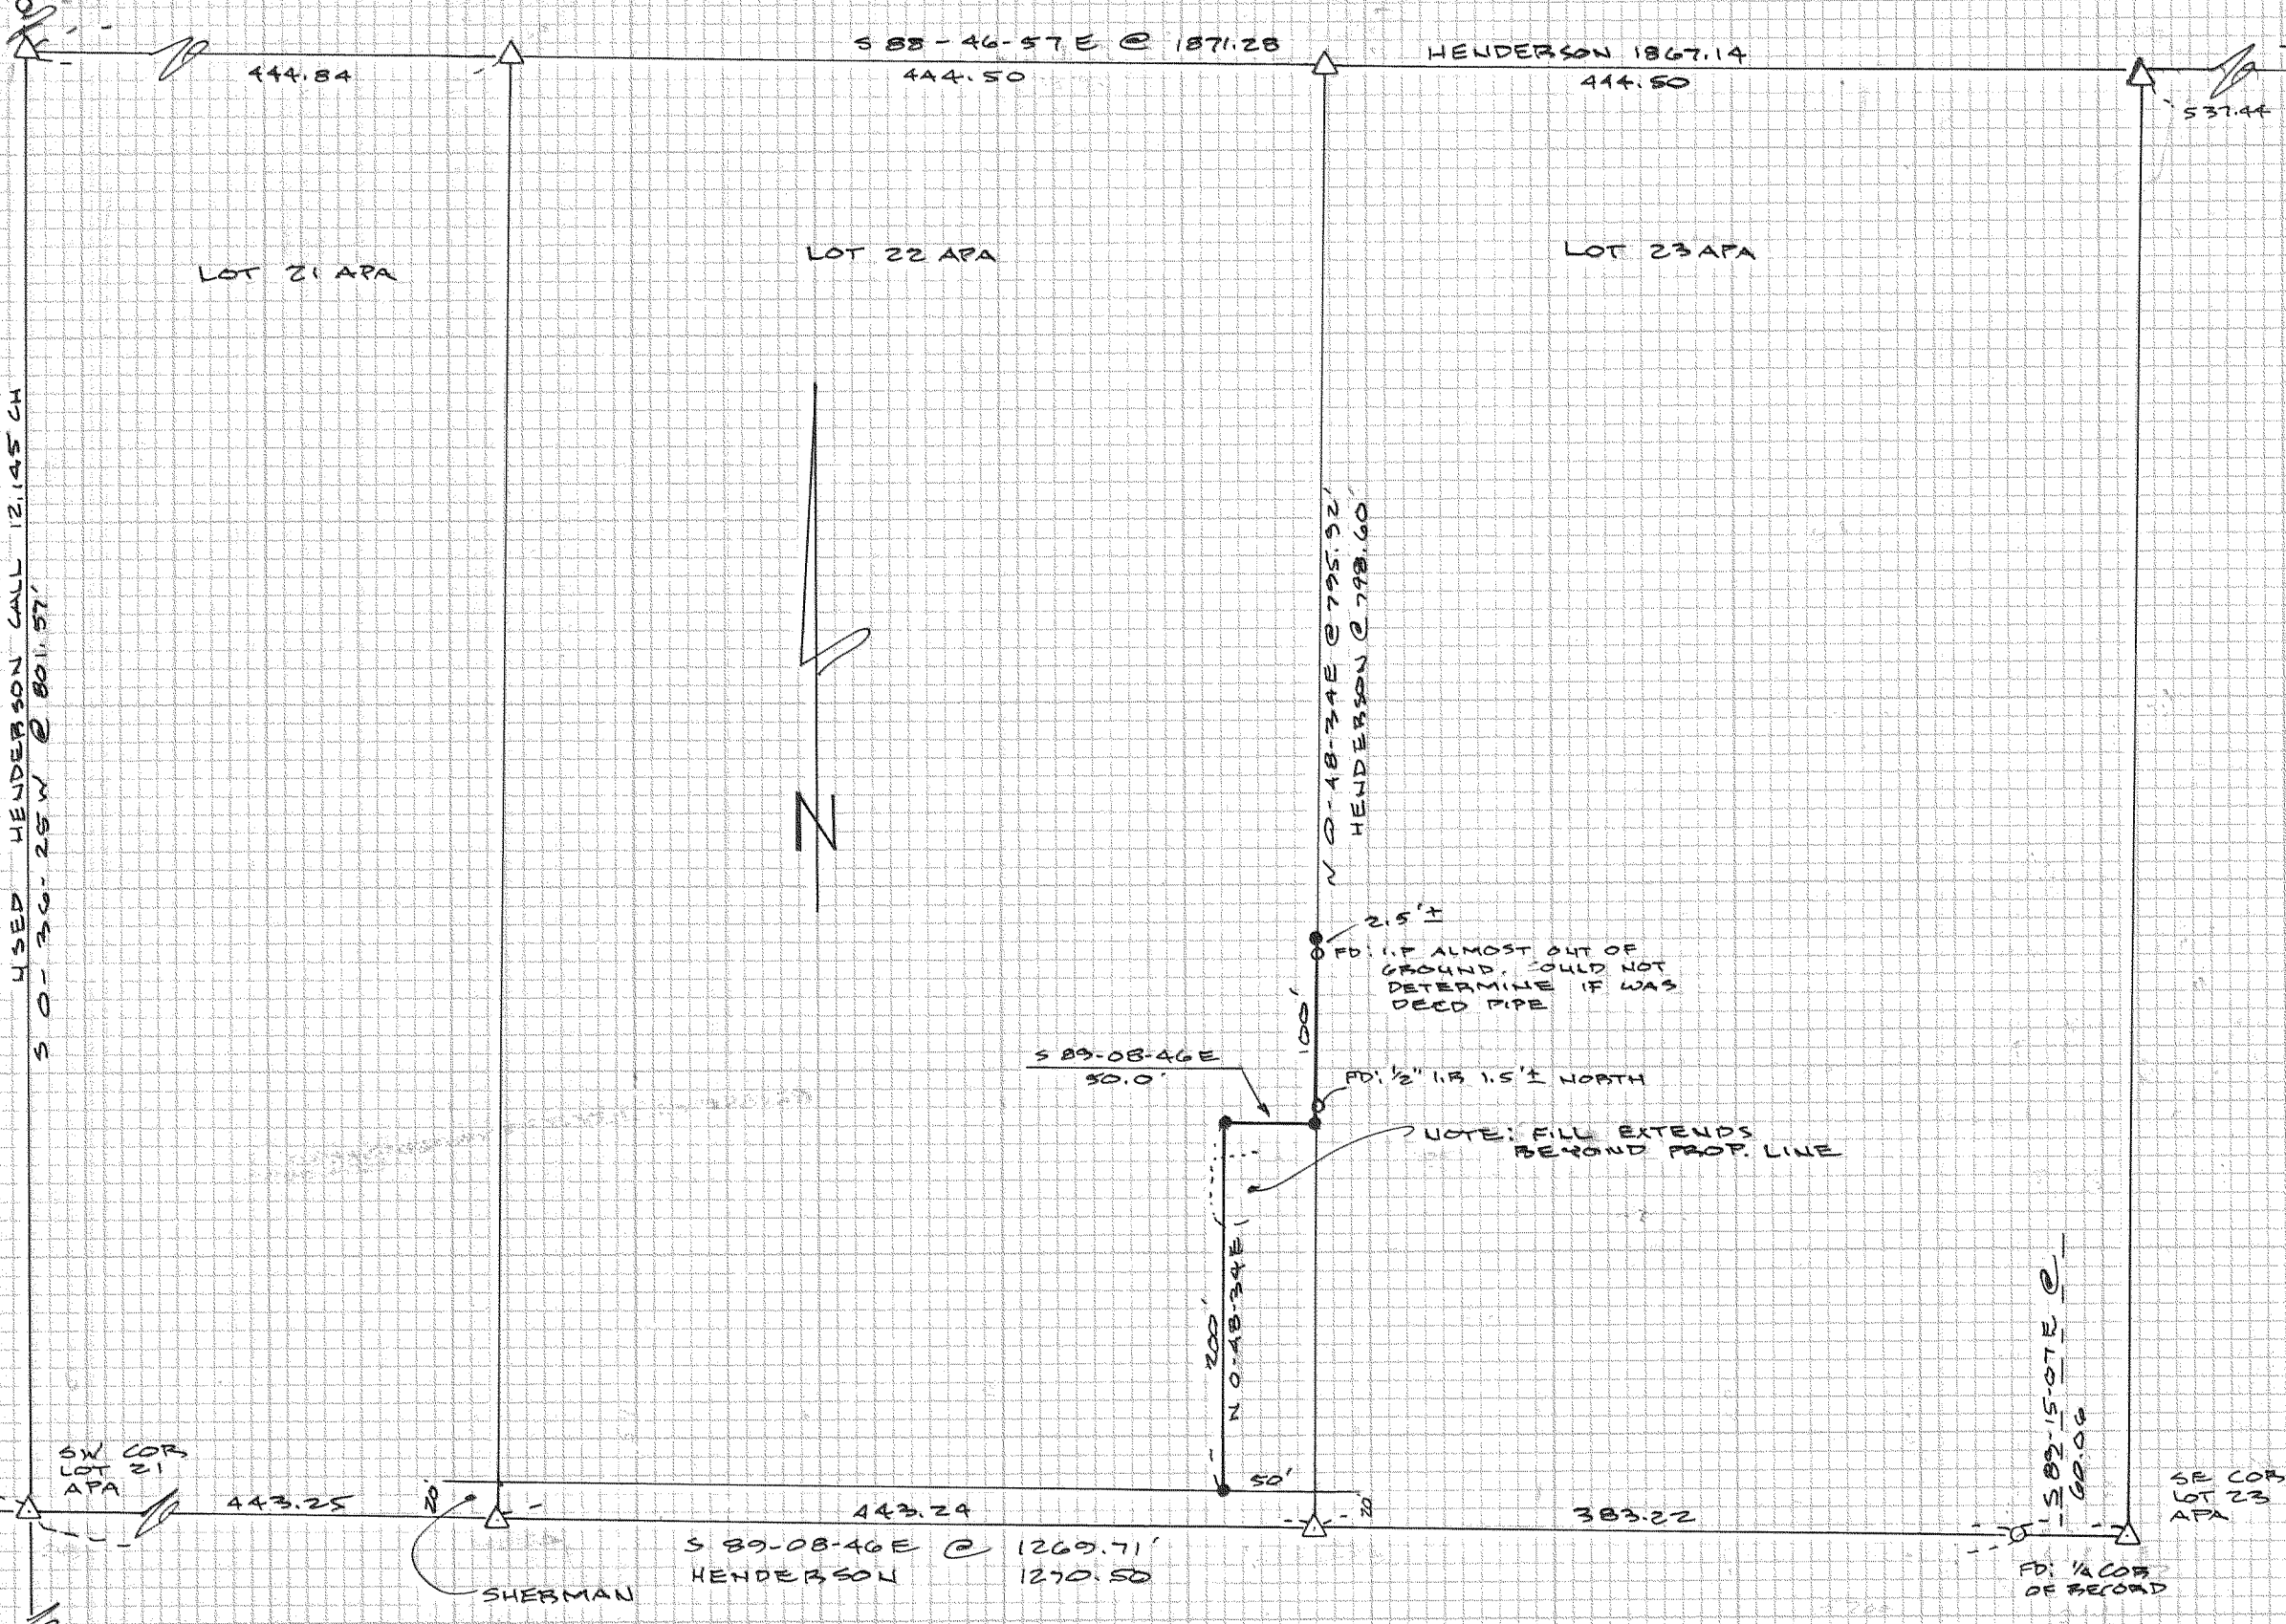 S 88-46-57 E @ 1871.28
HENDERSON 1867.14
444.84
444.50
444.50
537.44
LOT 21 APA
LOT 22 APA
LOT 23 APA
USED HENDERSON CALL 12.145 CH
S 0-36-25 W @ 801.57'
N 0-48-34E @ 795.32'
HENDERSON @ 798.60'
N
2.5'±
FD: I.P ALMOST OUT OF
GROUND. COULD NOT
DETERMINE IF WAS
DEED PIPE
100'
S 89-08-46 E
50.0'
FD: 1/2" I.R 1.5'± NORTH
NOTE: FILL EXTENDS
BEYOND PROP. LINE
200'
N 0-48-34E
S 89-15-07 E @
60.06
SW COR
LOT 21
APA
443.25
20'
50'
443.24
20'
383.22
SE COR
LOT 23
APA
S 89-08-46 E @ 1269.71'
HENDERSON 1270.50
SHERMAN
FD: 1/4 COR
OF RECORD